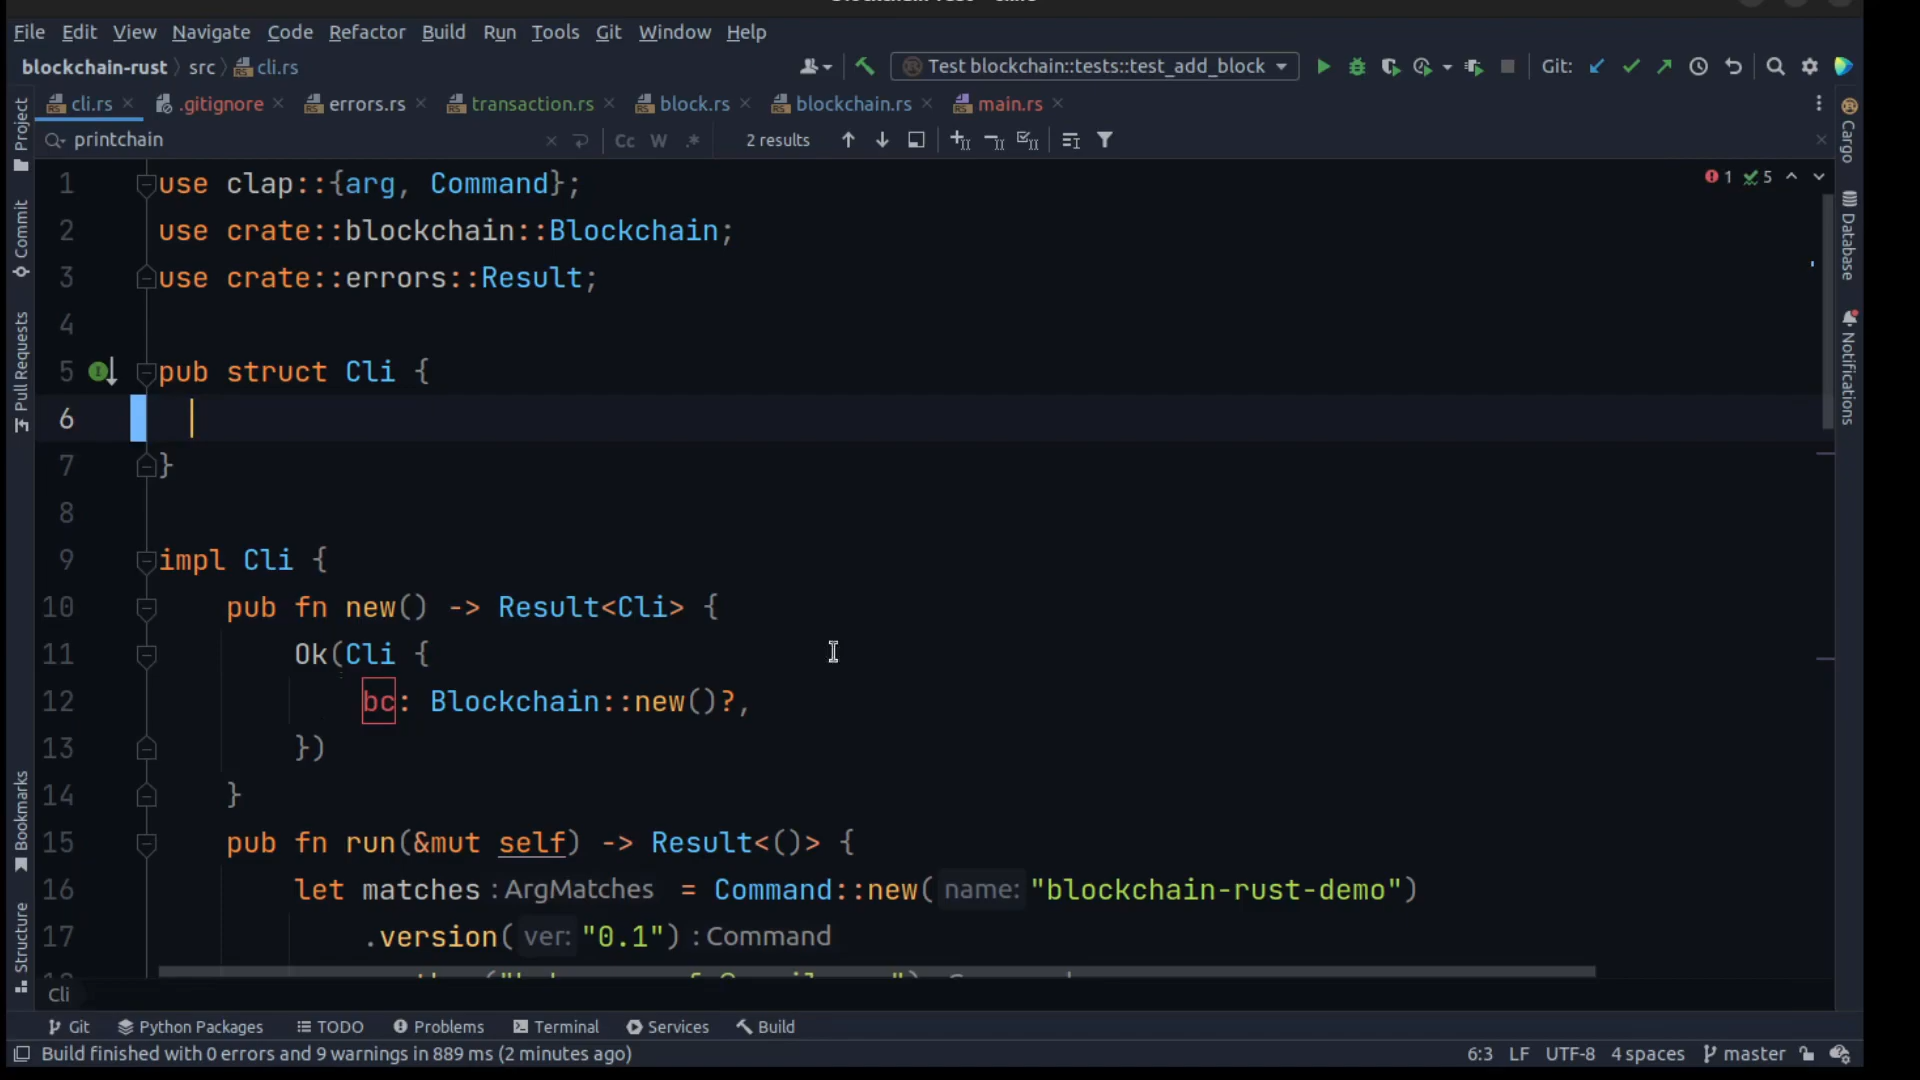 File Edit View Navigate Code Refactor Build Run Tools Git Window Help
blockchain-rust src cli.rs Test blockchain::tests::test_add_block Git:
cli.rs .gitignore errors.rs transaction.rs block.rs blockchain.rs main.rs
printchain Cc W .* 2 results
1 use clap::{arg, Command};
1 5
2 use crate::blockchain::Blockchain;
3 use crate::errors::Result;
4
5 pub struct Cli {
6
7 }
8
9 impl Cli {
10 pub fn new() -> Result<Cli> {
11 Ok(Cli {
12 bc: Blockchain::new()?,
13 })
14 }
15 pub fn run(&mut self) -> Result<()> {
16 let matches : ArgMatches = Command::new( name: "blockchain-rust-demo")
17 .version( ver: "0.1") : Command
Cli
Project
Commit
Pull Requests
Bookmarks
Structure
Cargo
Database
Notifications
Git Python Packages TODO Problems Terminal Services Build
Build finished with 0 errors and 9 warnings in 889 ms (2 minutes ago) 6:3 LF UTF-8 4 spaces master